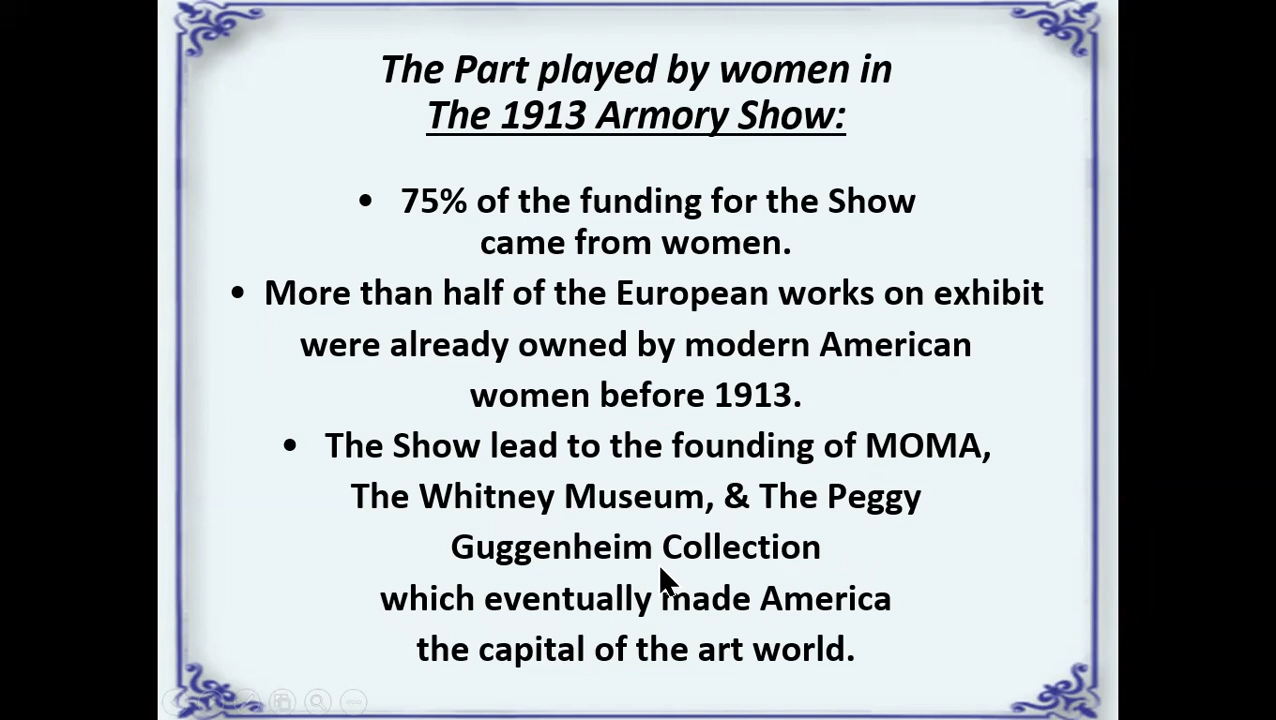 The Part played by women in
The 1913 Armory Show:
• 75% of the funding for the Show
came from women.
• More than half of the European works on exhibit
were already owned by modern American
women before 1913.
• The Show lead to the founding of MOMA,
The Whitney Museum, & The Peggy
Guggenheim Collection
which eventually made America
the capital of the art world.